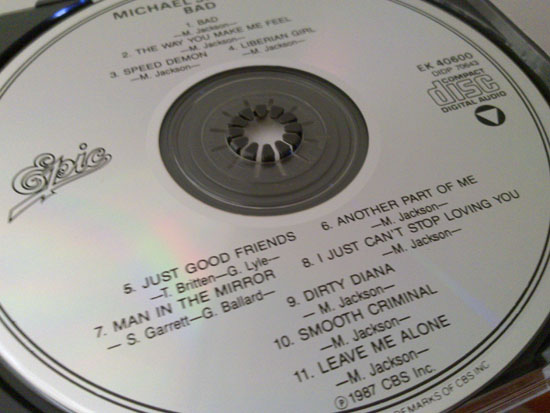 MICHAEL
BAD
1. BAD
—M. Jackson—
2. THE WAY YOU MAKE ME FEEL
—M. Jackson—
3. SPEED DEMON 4. LIBERIAN GIRL
—M. Jackson— —M. Jackson—
EK 40600
DIDP 70643
COMPACT
disc
DIGITAL AUDIO
Epic
5. JUST GOOD FRIENDS 6. ANOTHER PART OF ME
—T. Britten—G. Lyle— —M. Jackson—
7. MAN IN THE MIRROR 8. I JUST CAN'T STOP LOVING YOU
—S. Garrett—G. Ballard— —M. Jackson—
9. DIRTY DIANA
—M. Jackson—
10. SMOOTH CRIMINAL
—M. Jackson—
11. LEAVE ME ALONE
—M. Jackson—
℗1987 CBS Inc.
OF CBS INC